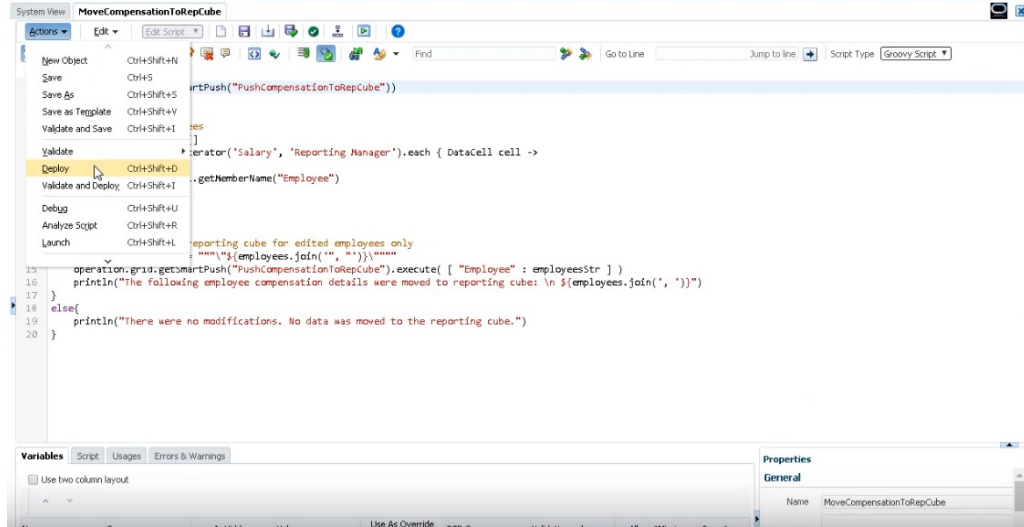 System View MoveCompensationToRepCube
Actions Edit Edit Script
Find Go to Line Jump to line Script Type Groovy Script
New Object Ctrl+Shift+N
Save Ctrl+S
Save As Ctrl+Shift+S
Save as Template Ctrl+Shift+V
Validate and Save Ctrl+Shift+I
Validate
Deploy Ctrl+Shift+D
Validate and Deploy Ctrl+Shift+I
Debug Ctrl+Shift+U
Analyze Script Ctrl+Shift+R
Launch Ctrl+Shift+L
rtPush("PushCompensationToRepCube"))
ees
]
erator('Salary', 'Reporting Manager').each { DataCell cell ->
.getMemberName("Employee")
eporting cube for edited employees only
= """\"${employees.join('", "')}\""""
15 operation.grid.getSmartPush("PushCompensationToRepCube").execute( [ "Employee" : employeesStr ] )
16 println("The following employee compensation details were moved to reporting cube: \n ${employees.join(', ')}")
17 }
18 else{
19 println("There were no modifications. No data was moved to the reporting cube.")
20 }
Variables Script Usages Errors & Warnings
Use two column layout
Use As Override
Properties
General
Name MoveCompensationToRepCube